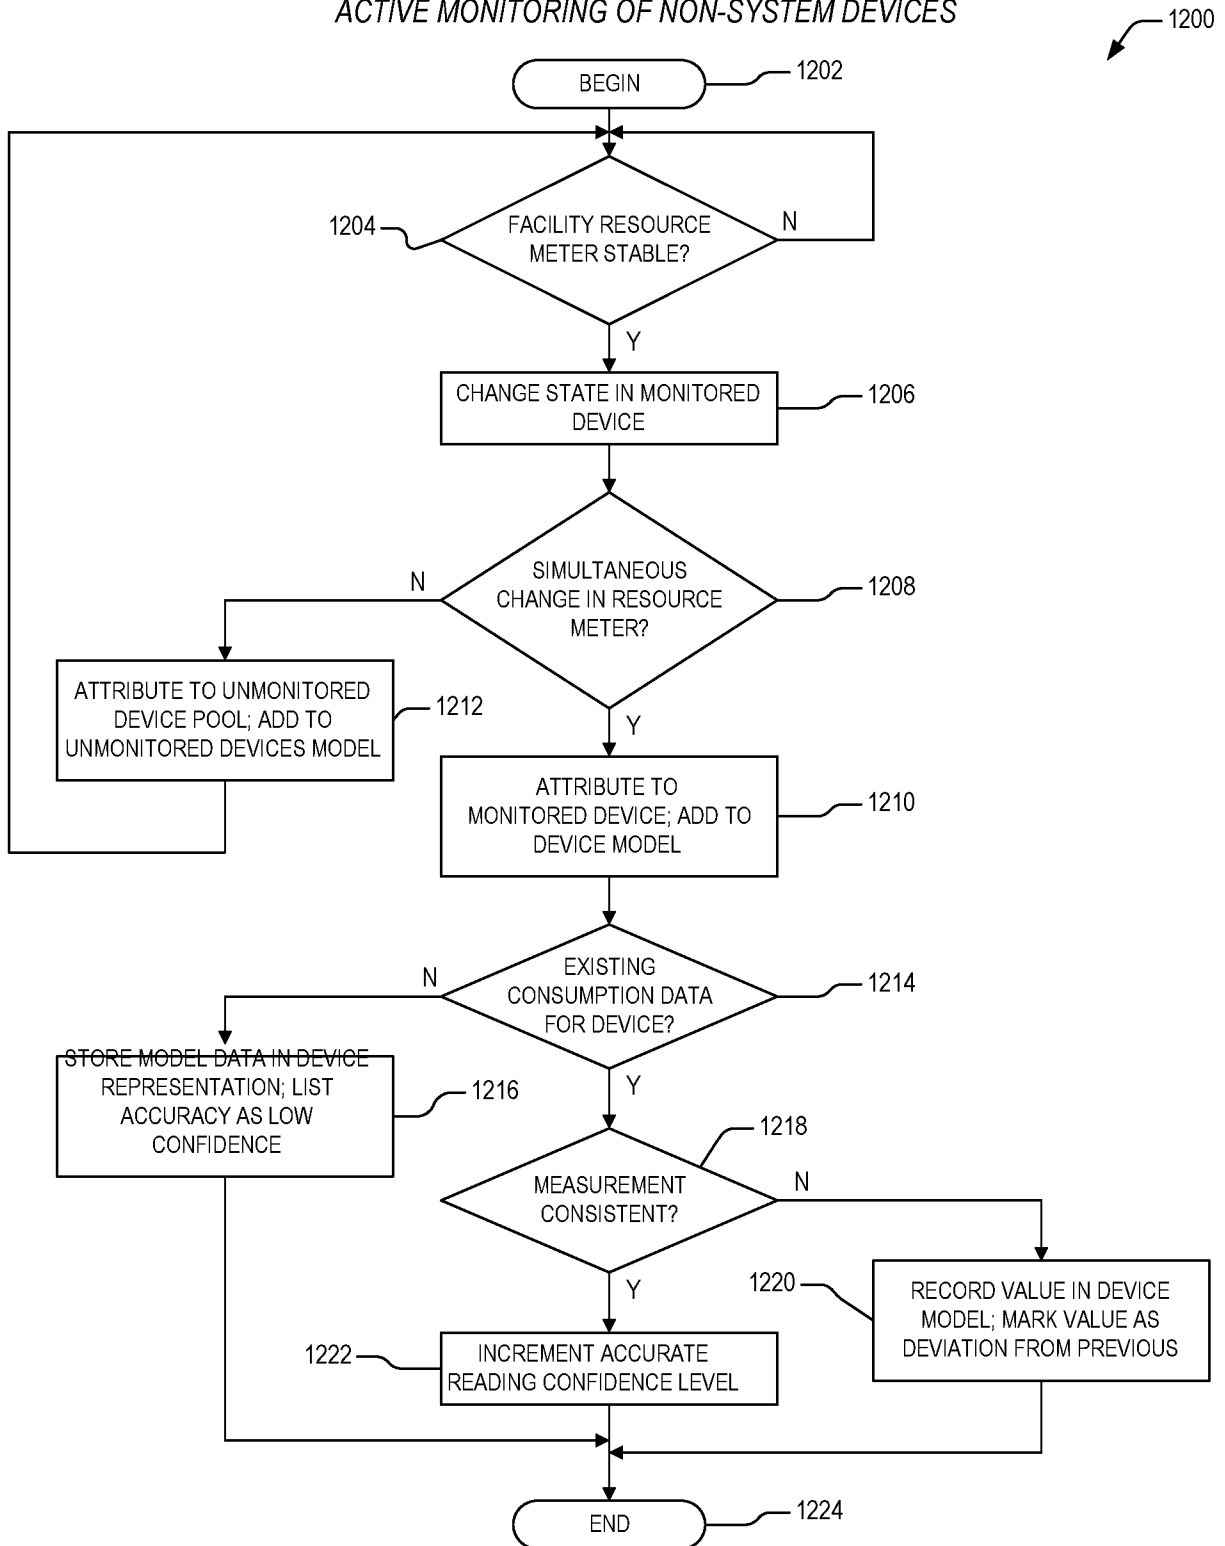 ACTIVE MONITORING OF NON-SYSTEM DEVICES
1200
BEGIN
1202
1204
FACILITY RESOURCE
METER STABLE?
N
Y
CHANGE STATE IN MONITORED
DEVICE
1206
SIMULTANEOUS
CHANGE IN RESOURCE
METER?
N
1208
Y
ATTRIBUTE TO UNMONITORED
DEVICE POOL; ADD TO
UNMONITORED DEVICES MODEL
1212
ATTRIBUTE TO
MONITORED DEVICE; ADD TO
DEVICE MODEL
1210
EXISTING
CONSUMPTION DATA
FOR DEVICE?
N
1214
Y
STORE MODEL DATA IN DEVICE
REPRESENTATION; LIST
ACCURACY AS LOW
CONFIDENCE
1216
1218
MEASUREMENT
CONSISTENT?
N
Y
1220
RECORD VALUE IN DEVICE
MODEL; MARK VALUE AS
DEVIATION FROM PREVIOUS
1222
INCREMENT ACCURATE
READING CONFIDENCE LEVEL
END
1224